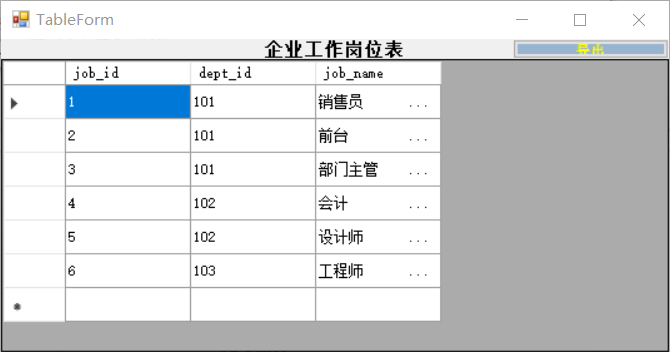 TableForm
企业工作岗位表 导出
job_id dept_id job_name
1 101 销售员 ...
2 101 前台 ...
3 101 部门主管 ...
4 102 会计 ...
5 102 设计师 ...
6 103 工程师 ...